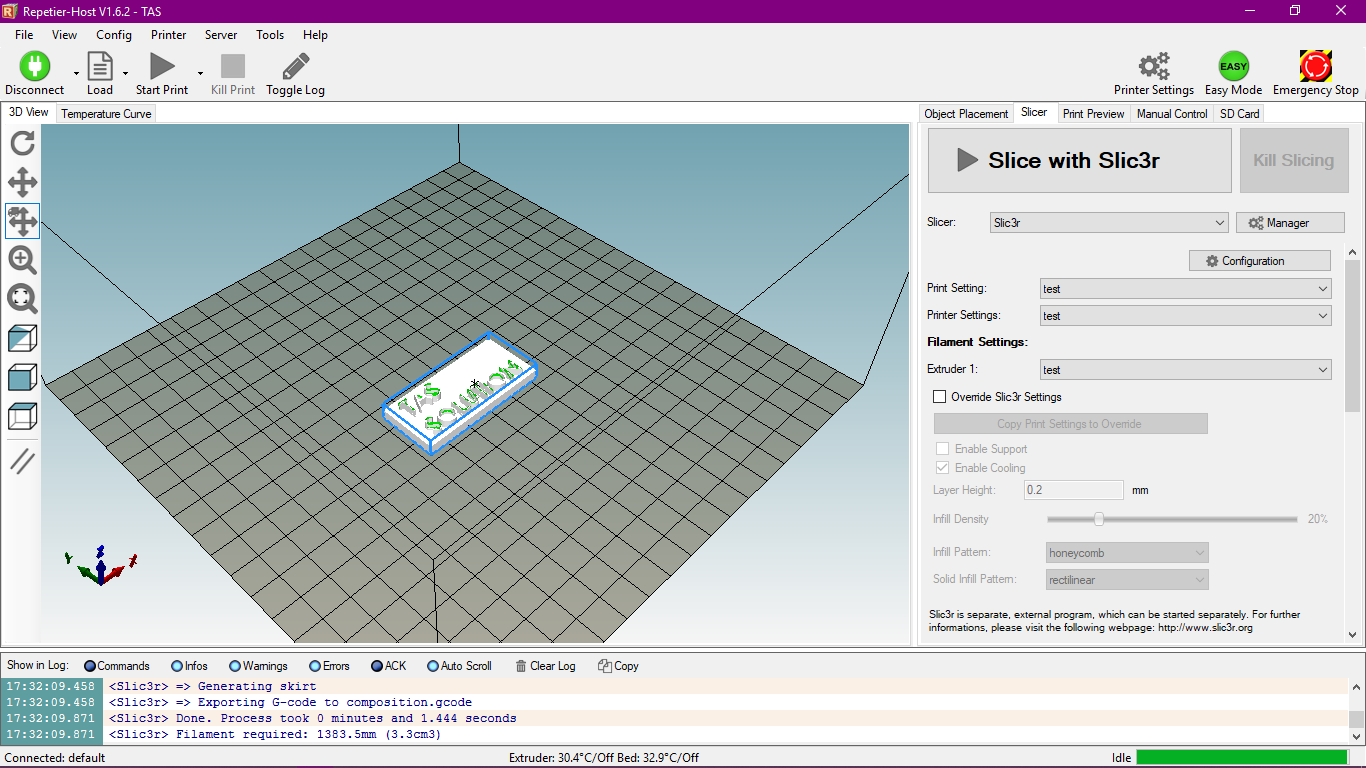 Repetier-Host V1.6.2 - TAS
File View Config Printer Server Tools Help
Disconnect Load Start Print Kill Print Toggle Log Printer Settings EASY Easy Mode Emergency Stop
3D View Temperature Curve
Object Placement Slicer Print Preview Manual Control SD Card
Slice with Slic3r Kill Slicing
Slicer: Slic3r Manager
Configuration
Print Setting: test
Printer Settings: test
Filament Settings:
Extruder 1: test
Override Slic3r Settings
Copy Print Settings to Override
Enable Support
Enable Cooling
Layer Height: 0.2 mm
Infill Density 20%
Infill Pattern: honeycomb
Solid Infill Pattern: rectilinear
Slic3r is separate, external program, which can be started separately. For further
informations, please visit the following webpage: http://www.slic3r.org
TAS
SOLUTION
Y Z X
Show in Log: Commands Infos Warnings Errors ACK Auto Scroll Clear Log Copy
17:32:09.458 <Slic3r> => Generating skirt
17:32:09.458 <Slic3r> => Exporting G-code to composition.gcode
17:32:09.871 <Slic3r> Done. Process took 0 minutes and 1.444 seconds
17:32:09.871 <Slic3r> Filament required: 1383.5mm (3.3cm3)
Connected: default Extruder: 30.4°C/Off Bed: 32.9°C/Off Idle